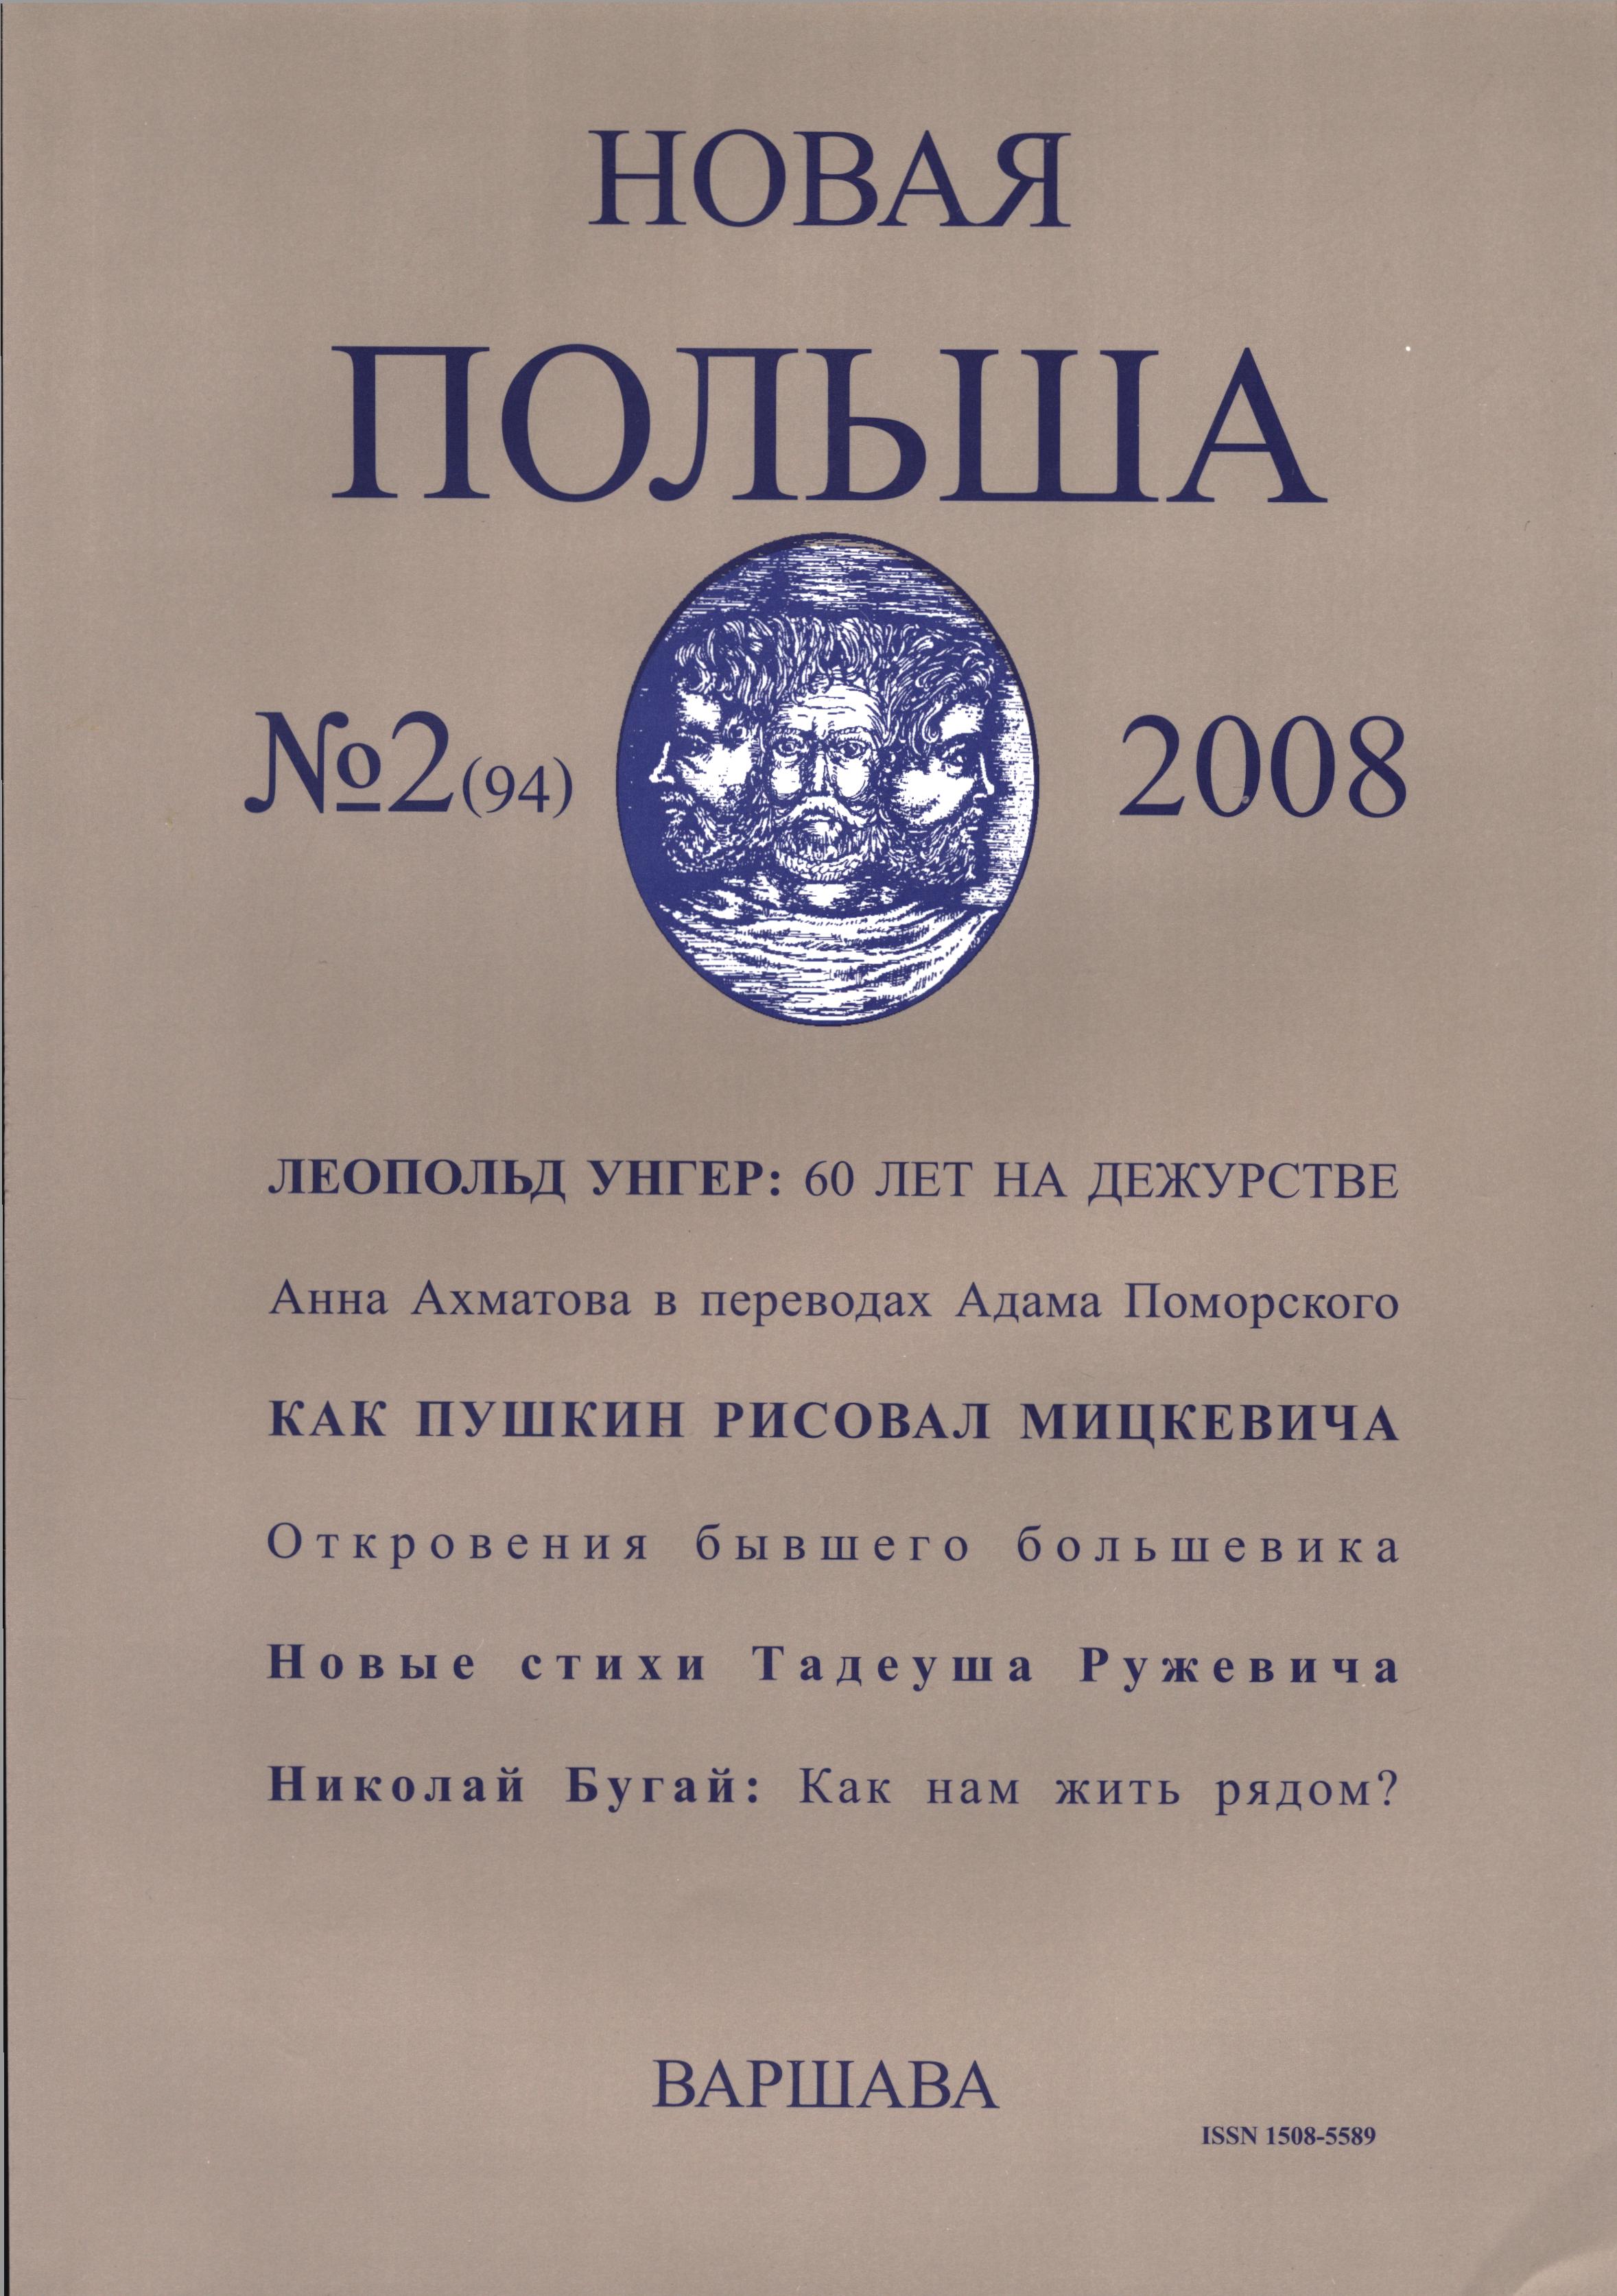 НОВАЯ
ПОЛЬША
№2(94) 2008
ЛЕОПОЛЬД УНГЕР: 60 ЛЕТ НА ДЕЖУРСТВЕ
Анна Ахматова в переводах Адама Поморского
КАК ПУШКИН РИСОВАЛ МИЦКЕВИЧА
Откровения бывшего большевика
Новые стихи Тадеуша Ружевича
Николай Бугай: Как нам жить рядом?
ВАРШАВА
ISSN 1508-5589